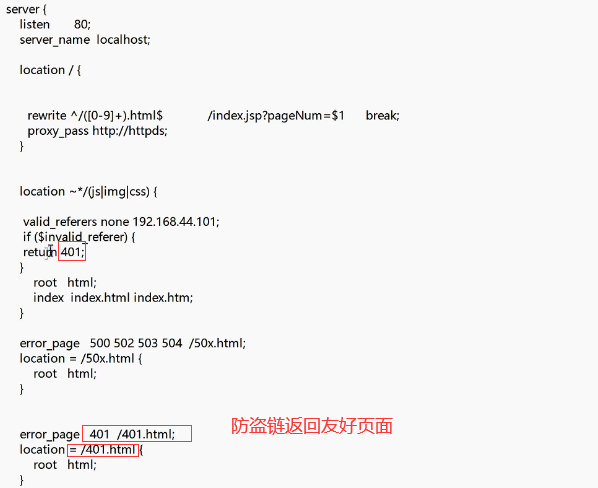 server {
listen 80;
server_name localhost;
location / {
rewrite ^/([0-9]+).html$ /index.jsp?pageNum=$1 break;
proxy_pass http://httpds;
}
location ~*/(js|img|css) {
valid_referers none 192.168.44.101;
if ($invalid_referer) {
return 401;
}
root html;
index index.html index.htm;
}
error_page 500 502 503 504 /50x.html;
location = /50x.html {
root html;
}
error_page 401 /401.html; 防盗链返回友好页面
location = /401.html {
root html;
}